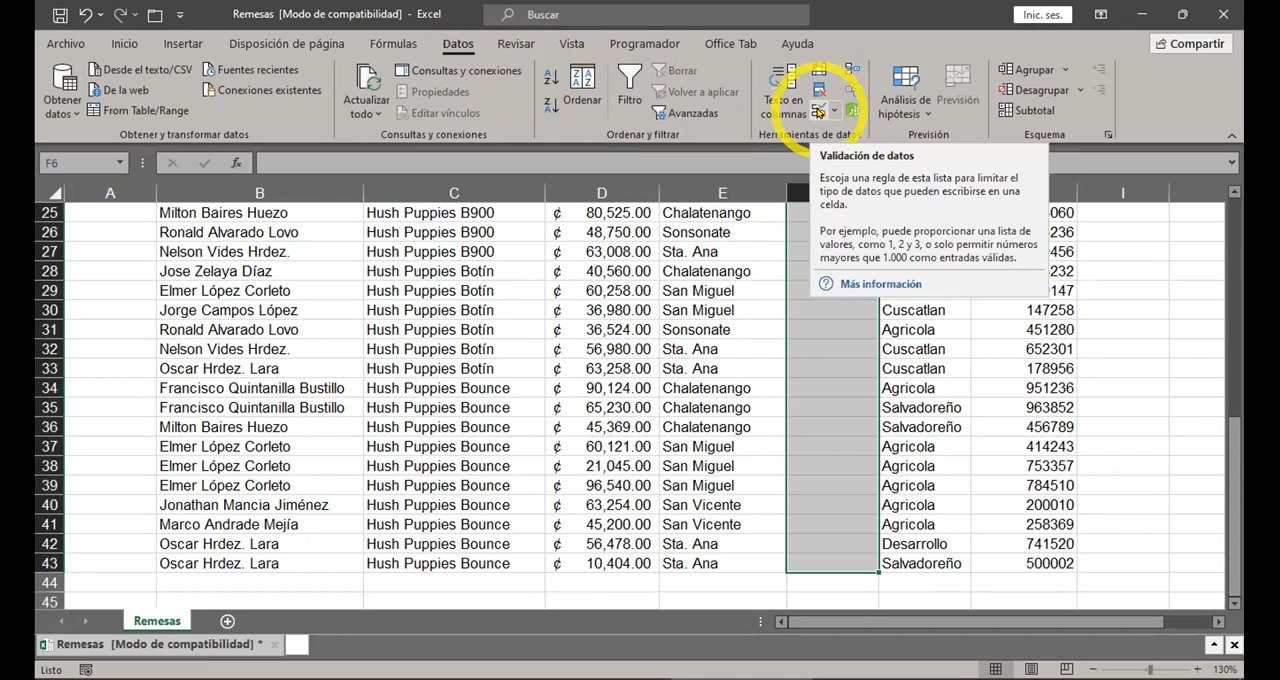 Remesas [Modo de compatibilidad] - Excel
Buscar
Inic. ses.
Archivo Inicio Insertar Disposición de página Fórmulas Datos Revisar Vista Programador Office Tab Ayuda
Compartir
Obtener datos
Desde el texto/CSV
De la web
From Table/Range
Fuentes recientes
Conexiones existentes
Obtener y transformar datos
Actualizar todo
Consultas y conexiones
Propiedades
Editar vínculos
Consultas y conexiones
Ordenar
Filtro
Borrar
Volver a aplicar
Avanzadas
Ordenar y filtrar
Texto en columnas
Herramientas de datos
Análisis de hipótesis
Previsión
Previsión
Agrupar
Desagrupar
Subtotal
Esquema
F6
fx
Validación de datos
Escoja una regla de esta lista para limitar el
tipo de datos que pueden escribirse en una
celda.
Por ejemplo, puede proporcionar una lista de
valores, como 1, 2 y 3, o solo permitir números
mayores que 1.000 como entradas válidas.
Más información
A B C D E I
25 Milton Baires Huezo Hush Puppies B900 ¢ 80,525.00 Chalatenango 060
26 Ronald Alvarado Lovo Hush Puppies B900 ¢ 48,750.00 Sonsonate 236
27 Nelson Vides Hrdez. Hush Puppies B900 ¢ 63,008.00 Sta. Ana 456
28 Jose Zelaya Díaz Hush Puppies Botín ¢ 40,560.00 Chalatenango 232
29 Elmer López Corleto Hush Puppies Botín ¢ 60,258.00 San Miguel 147
30 Jorge Campos López Hush Puppies Botín ¢ 36,980.00 San Miguel Cuscatlan 147258
31 Ronald Alvarado Lovo Hush Puppies Botín ¢ 36,524.00 Sonsonate Agricola 451280
32 Nelson Vides Hrdez. Hush Puppies Botín ¢ 56,980.00 Sta. Ana Cuscatlan 652301
33 Oscar Hrdez. Lara Hush Puppies Botín ¢ 63,258.00 Sta. Ana Cuscatlan 178956
34 Francisco Quintanilla Bustillo Hush Puppies Bounce ¢ 90,124.00 Chalatenango Agricola 951236
35 Francisco Quintanilla Bustillo Hush Puppies Bounce ¢ 65,230.00 Chalatenango Salvadoreño 963852
36 Milton Baires Huezo Hush Puppies Bounce ¢ 45,369.00 Chalatenango Salvadoreño 456789
37 Elmer López Corleto Hush Puppies Bounce ¢ 60,121.00 San Miguel Agricola 414243
38 Elmer López Corleto Hush Puppies Bounce ¢ 21,045.00 San Miguel Agricola 753357
39 Elmer López Corleto Hush Puppies Bounce ¢ 96,540.00 San Miguel Agricola 784510
40 Jonathan Mancia Jiménez Hush Puppies Bounce ¢ 63,254.00 San Vicente Agricola 200010
41 Marco Andrade Mejía Hush Puppies Bounce ¢ 45,200.00 San Vicente Agricola 258369
42 Oscar Hrdez. Lara Hush Puppies Bounce ¢ 56,478.00 Sta. Ana Desarrollo 741520
43 Oscar Hrdez. Lara Hush Puppies Bounce ¢ 10,404.00 Sta. Ana Salvadoreño 500002
44
45
Remesas
Remesas [Modo de compatibilidad] *
Listo
130%